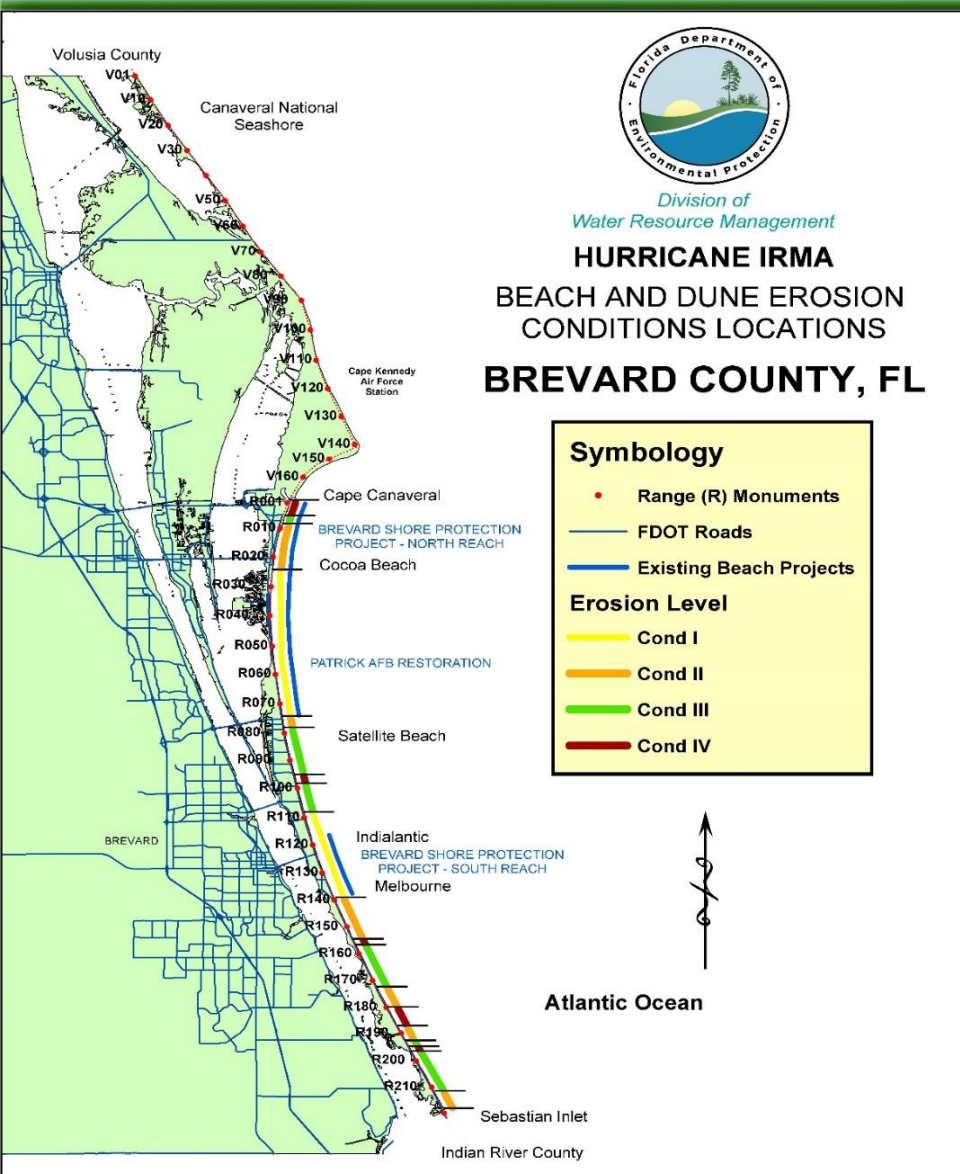 Volusia County
V01
V10
V20
V30
V50
V60
V70
V80
V90
V100
V110
V120
V130
V140
V150
V160
Canaveral National
Seashore
Cape Kennedy
Air Force
Station
R001
R010
R020
R030
R040
R050
R060
R070
R080
R090
R100
R110
R120
R130
R140
R150
R160
R170
R180
R190
R200
R210
Cape Canaveral
BREVARD SHORE PROTECTION
PROJECT - NORTH REACH
Cocoa Beach
PATRICK AFB RESTORATION
Satellite Beach
Indialantic
BREVARD SHORE PROTECTION
PROJECT - SOUTH REACH
Melbourne
BREVARD
Sebastian Inlet
Indian River County
Florida Department of
Environmental Protection
Division of
Water Resource Management
HURRICANE IRMA
BEACH AND DUNE EROSION
CONDITIONS LOCATIONS
BREVARD COUNTY, FL
Symbology
Range (R) Monuments
FDOT Roads
Existing Beach Projects
Erosion Level
Cond I
Cond II
Cond III
Cond IV
Atlantic Ocean